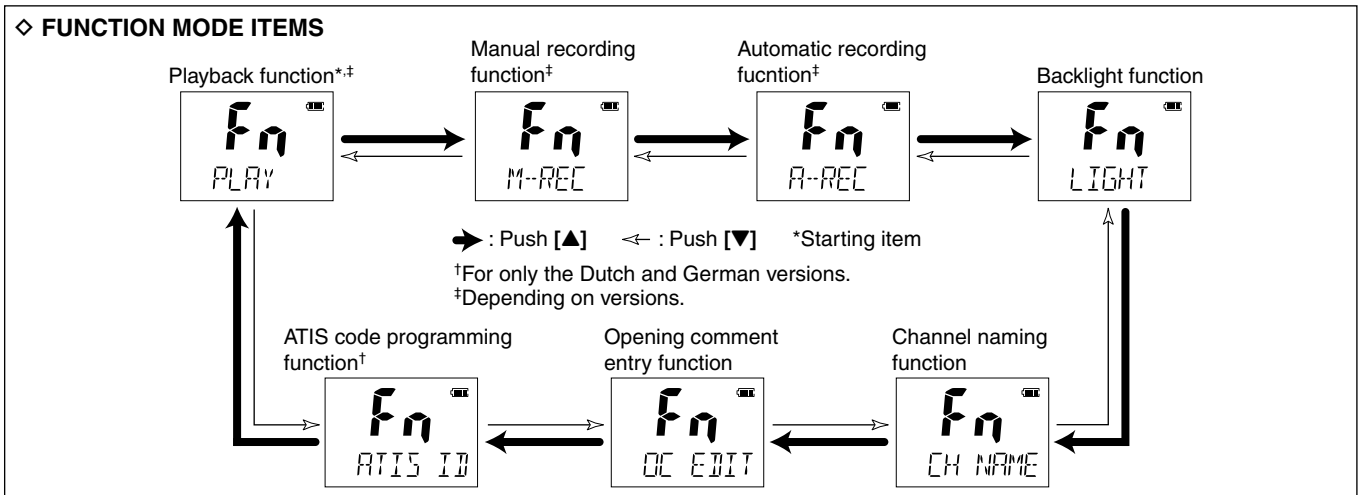 ◇ FUNCTION MODE ITEMS
Playback function*,‡
Manual recording
function‡
Automatic recording
fucntion‡
Backlight function
Fn
PLAY
Fn
M-REC
Fn
A-REC
Fn
LIGHT
: Push [▲] : Push [▼] *Starting item
†For only the Dutch and German versions.
‡Depending on versions.
ATIS code programming
function†
Opening comment
entry function
Channel naming
function
Fn
ATIS ID
Fn
OC EDIT
Fn
CH NAME